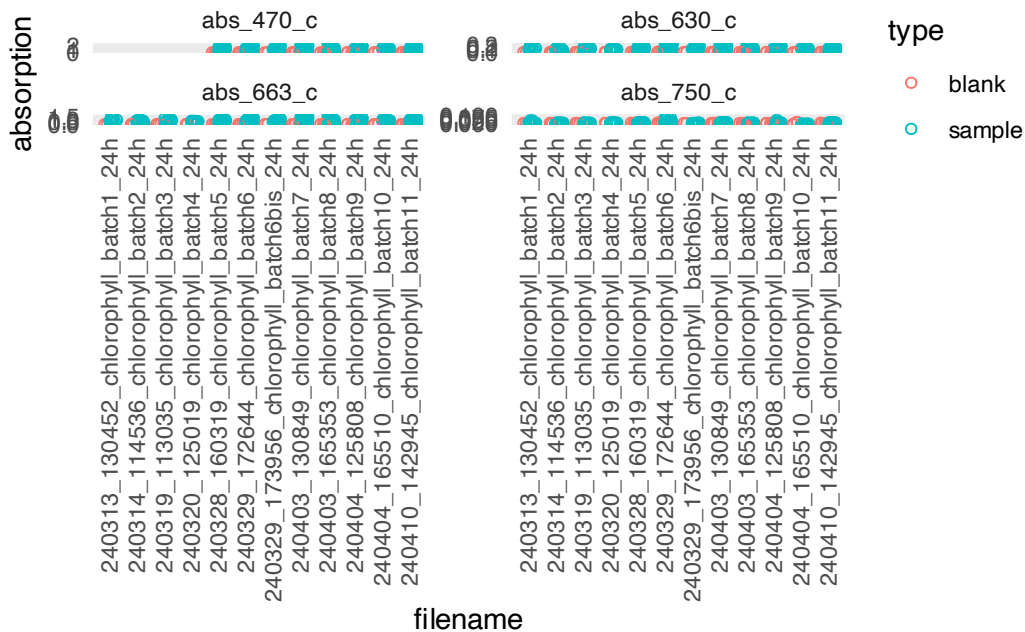 abs_470_c
abs_630_c
type
blank
sample
absorption
abs_663_c
abs_750_c
240313_130452_chlorophyll_batch1_24h
240314_114536_chlorophyll_batch2_24h
240319_113035_chlorophyll_batch3_24h
240320_125019_chlorophyll_batch4_24h
240328_160319_chlorophyll_batch5_24h
240329_172644_chlorophyll_batch6_24h
240329_173956_chlorophyll_batch6bis_24h
240403_130849_chlorophyll_batch7_24h
240403_165353_chlorophyll_batch8_24h
240404_125808_chlorophyll_batch9_24h
240404_165510_chlorophyll_batch10_24h
240410_142945_chlorophyll_batch11_24h
240313_130452_chlorophyll_batch1_24h
240314_114536_chlorophyll_batch2_24h
240319_113035_chlorophyll_batch3_24h
240320_125019_chlorophyll_batch4_24h
240328_160319_chlorophyll_batch5_24h
240329_172644_chlorophyll_batch6_24h
240329_173956_chlorophyll_batch6bis_24h
240403_130849_chlorophyll_batch7_24h
240403_165353_chlorophyll_batch8_24h
240404_125808_chlorophyll_batch9_24h
240404_165510_chlorophyll_batch10_24h
240410_142945_chlorophyll_batch11_24h
filename